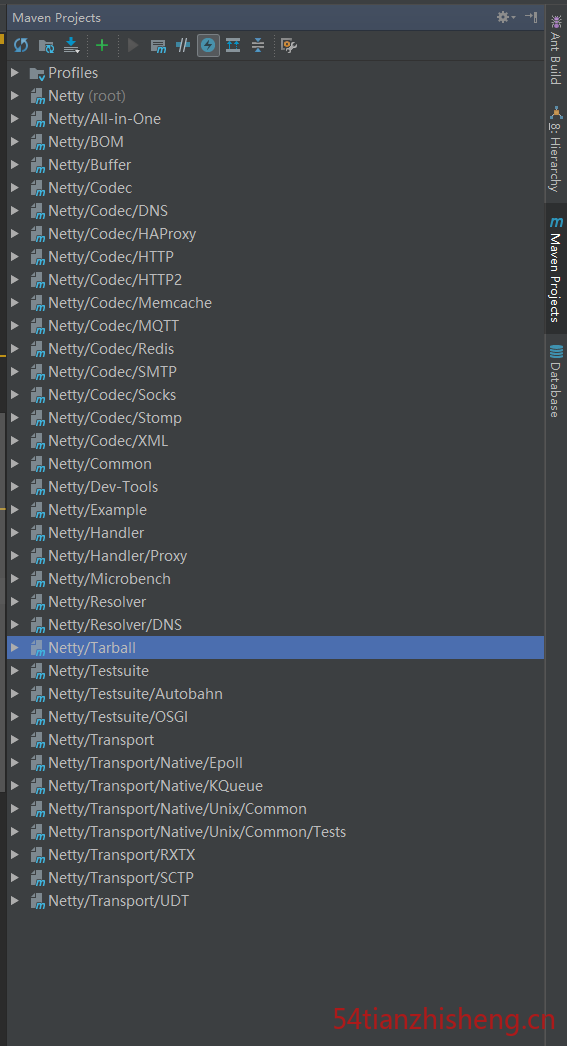 Maven Projects
Profiles
Netty (root)
Netty/All-in-One
Netty/BOM
Netty/Buffer
Netty/Codec
Netty/Codec/DNS
Netty/Codec/HAProxy
Netty/Codec/HTTP
Netty/Codec/HTTP2
Netty/Codec/Memcache
Netty/Codec/MQTT
Netty/Codec/Redis
Netty/Codec/SMTP
Netty/Codec/Socks
Netty/Codec/Stomp
Netty/Codec/XML
Netty/Common
Netty/Dev-Tools
Netty/Example
Netty/Handler
Netty/Handler/Proxy
Netty/Microbench
Netty/Resolver
Netty/Resolver/DNS
Netty/Tarball
Netty/Testsuite
Netty/Testsuite/Autobahn
Netty/Testsuite/OSGI
Netty/Transport
Netty/Transport/Native/Epoll
Netty/Transport/Native/KQueue
Netty/Transport/Native/Unix/Common
Netty/Transport/Native/Unix/Common/Tests
Netty/Transport/RXTX
Netty/Transport/SCTP
Netty/Transport/UDT
Ant Build
8: Hierarchy
Maven Projects
Database
54tianzhisheng.cn